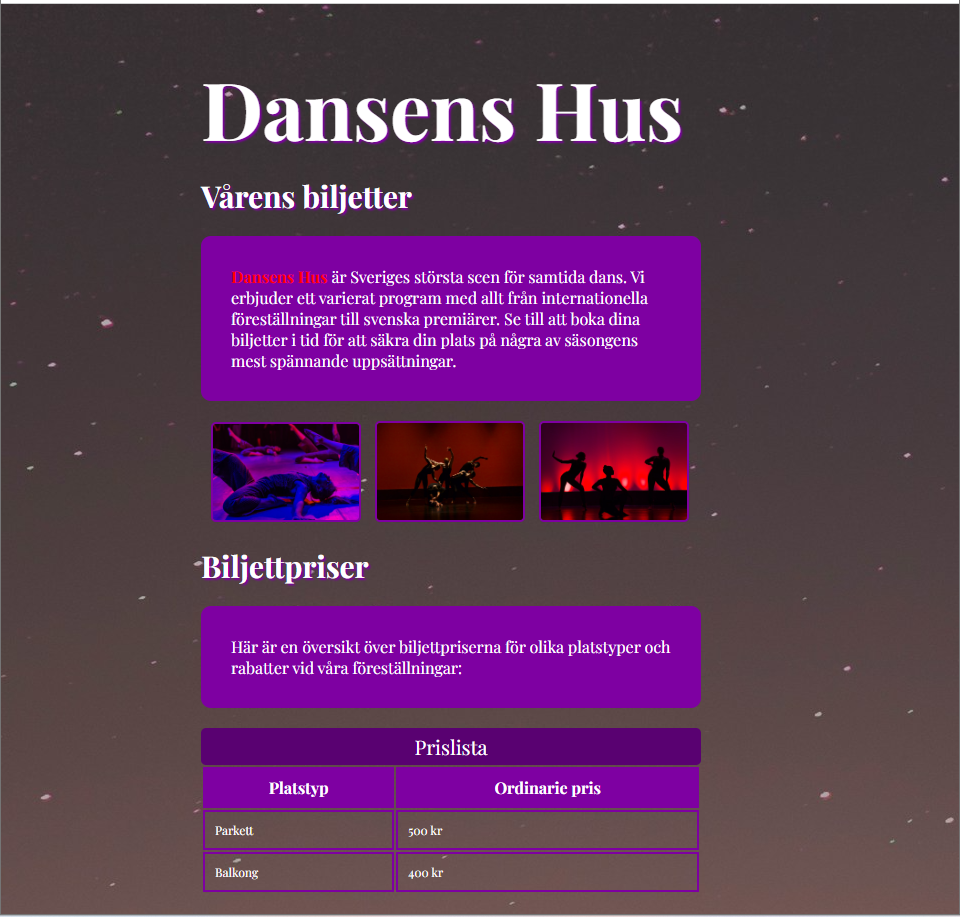 Dansens Hus
Vårens biljetter
Dansens Hus är Sveriges största scen för samtida dans. Vi
erbjuder ett varierat program med allt från internationella
föreställningar till svenska premiärer. Se till att boka dina
biljetter i tid för att säkra din plats på några av säsongens
mest spännande uppsättningar.
Biljettpriser
Här är en översikt över biljettpriserna för olika platstyper och
rabatter vid våra föreställningar:
Prislista
Platstyp Ordinarie pris
Parkett 500 kr
Balkong 400 kr